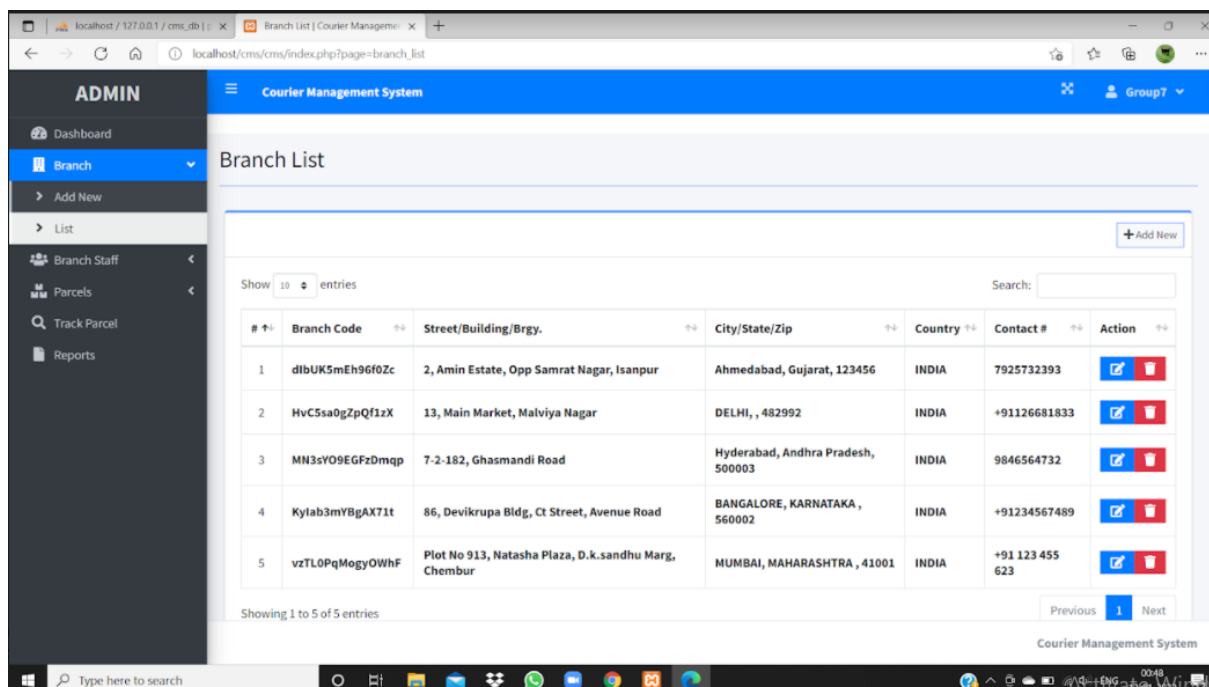 localhost / 127.0.0.1 / cms_db | p
Branch List | Courier Managemer
localhost/cms/cms/index.php?page=branch_list
ADMIN
Courier Management System
Group7
Dashboard
Branch
Add New
List
Branch Staff
Parcels
Track Parcel
Reports
Branch List
+ Add New
Show 10 entries
Search:
# Branch Code Street/Building/Brgy. City/State/Zip Country Contact # Action
1 dIbUK5mEh96f0Zc 2, Amin Estate, Opp Samrat Nagar, Isanpur Ahmedabad, Gujarat, 123456 INDIA 7925732393
2 HvC5sa0gZpQf1zX 13, Main Market, Malviya Nagar DELHI, , 482992 INDIA +91126681833
3 MN3sYO9EGFzDmqp 7-2-182, Ghasmandi Road Hyderabad, Andhra Pradesh,
500003 INDIA 9846564732
4 KyIab3mYBgAX71t 86, Devikrupa Bldg, Ct Street, Avenue Road BANGALORE, KARNATAKA ,
560002 INDIA +91234567489
5 vzTL0PqMogyOWhF Plot No 913, Natasha Plaza, D.k.sandhu Marg,
Chembur MUMBAI, MAHARASHTRA , 41001 INDIA +91 123 455
623
Showing 1 to 5 of 5 entries
Previous 1 Next
Courier Management System
Type here to search
ENG
00:48